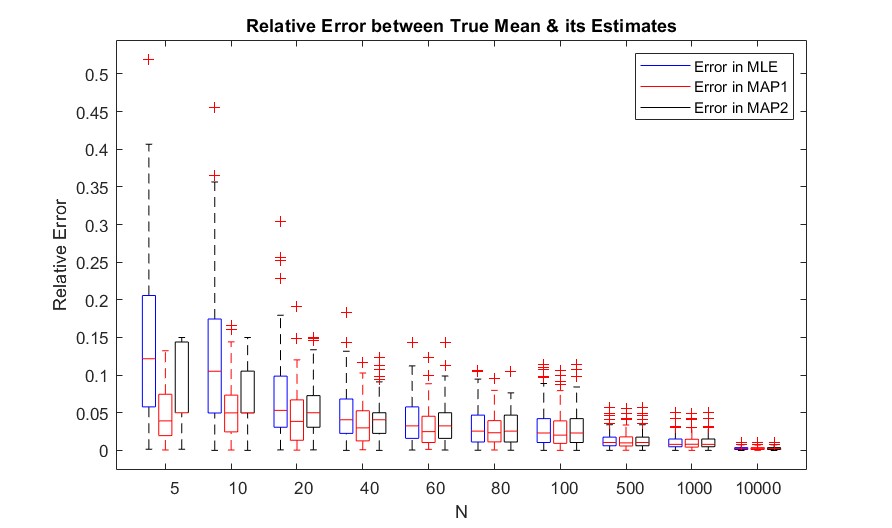 Relative Error between True Mean & its Estimates
Error in MLE
Error in MAP1
Error in MAP2
Relative Error
0.5
0.45
0.4
0.35
0.3
0.25
0.2
0.15
0.1
0.05
0
5 10 20 40 60 80 100 500 1000 10000
N